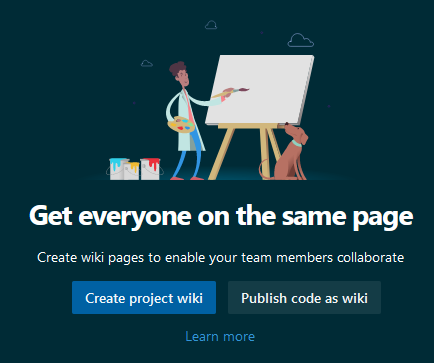 Get everyone on the same page
Create wiki pages to enable your team members collaborate
Create project wiki
Publish code as wiki
Learn more